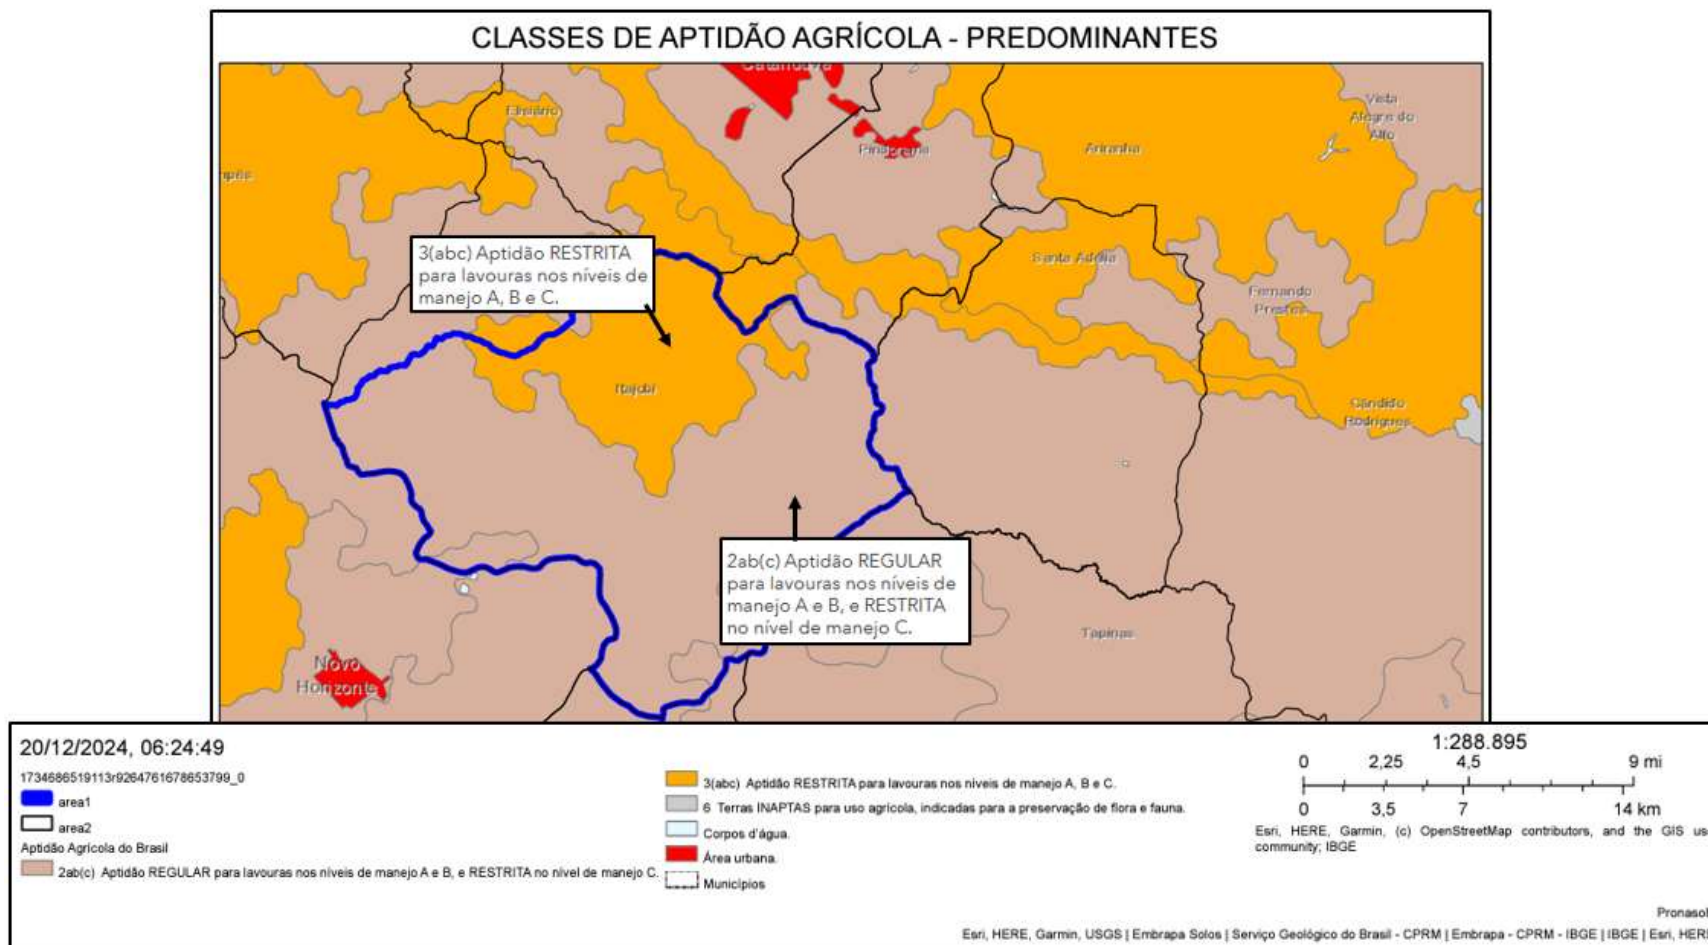 CLASSES DE APTIDÃO AGRÍCOLA - PREDOMINANTES
Catanduva
Elisiário
Vista
Alegre do
Alto
Pindorama
Ariranha
3(abc) Aptidão RESTRITA
para lavouras nos níveis de
manejo A, B e C.
Santa Adélia
Fernando
Prestes
Itajobi
Cândido
Rodrigues
2ab(c) Aptidão REGULAR
para lavouras nos níveis de
manejo A e B, e RESTRITA
no nível de manejo C.
Tapinas
Novo
Horizonte
20/12/2024, 06:24:49
1734686519113r9264761678653799_0
area1
area2
Aptidão Agrícola do Brasil
2ab(c) Aptidão REGULAR para lavouras nos níveis de manejo A e B, e RESTRITA no nível de manejo C.
3(abc) Aptidão RESTRITA para lavouras nos níveis de manejo A, B e C.
6 Terras INAPTAS para uso agrícola, indicadas para a preservação de flora e fauna.
Corpos d'água.
Área urbana.
Municípios
1:288.895
0 2,25 4,5 9 mi
0 3,5 7 14 km
Esri, HERE, Garmin, (c) OpenStreetMap contributors, and the GIS us
community; IBGE
Pronasol
Esri, HERE, Garmin, USGS | Embrapa Solos | Serviço Geológico do Brasil - CPRM | Embrapa - CPRM - IBGE | IBGE | Esri, HERE